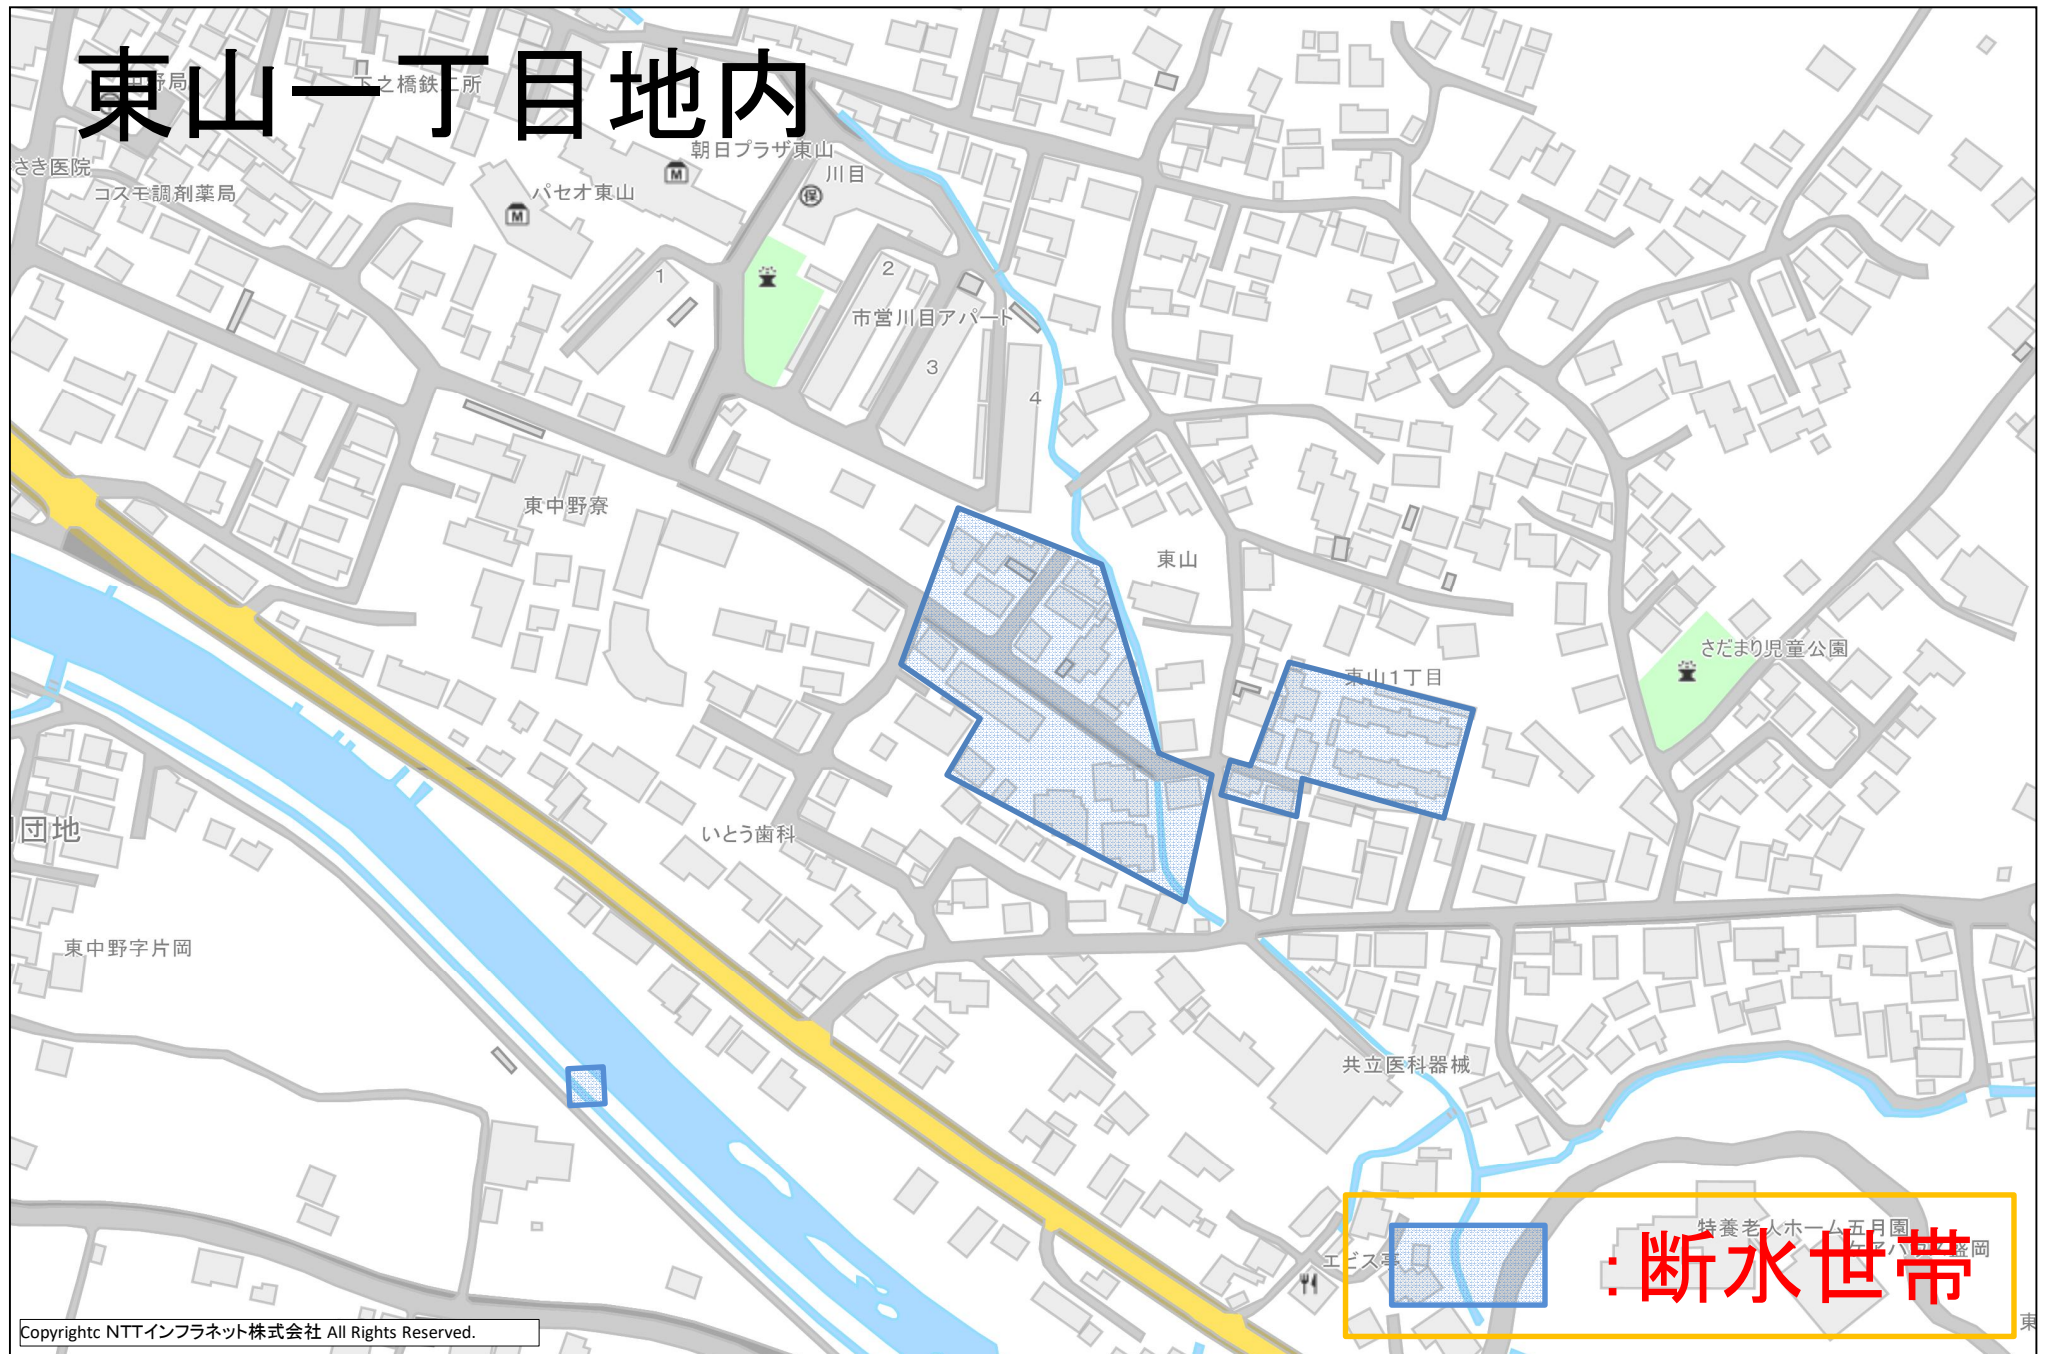 東山一丁目地内
下之橋鉄工所
朝日プラザ東山
さき医院
川目
保
コスモ調剤薬局
M
パセオ東山
M
1
2
市営川目アパート
3
4
東中野寮
東山
さだまり児童公園
東山1丁目
団地
いとう歯科
東中野字片岡
共立医科器械
特養老人ホーム五月園
エビス亭
:断水世帯
東
Copyrightc NTTインフラネット株式会社 All Rights Reserved.